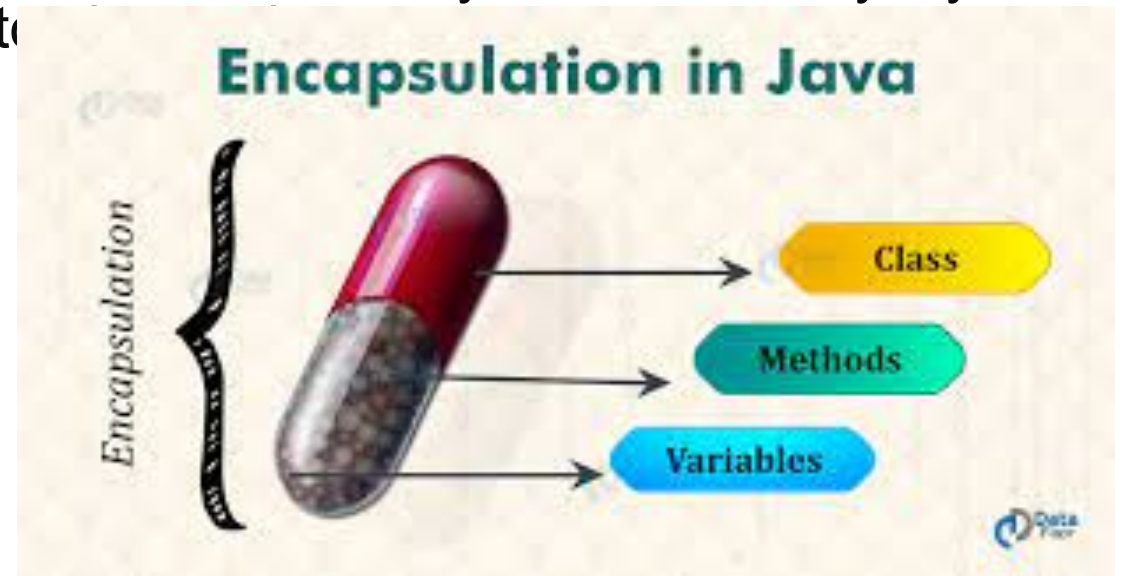 Encapsulation in Java
Encapsulation
Class
Methods
Variables
Data
Flair